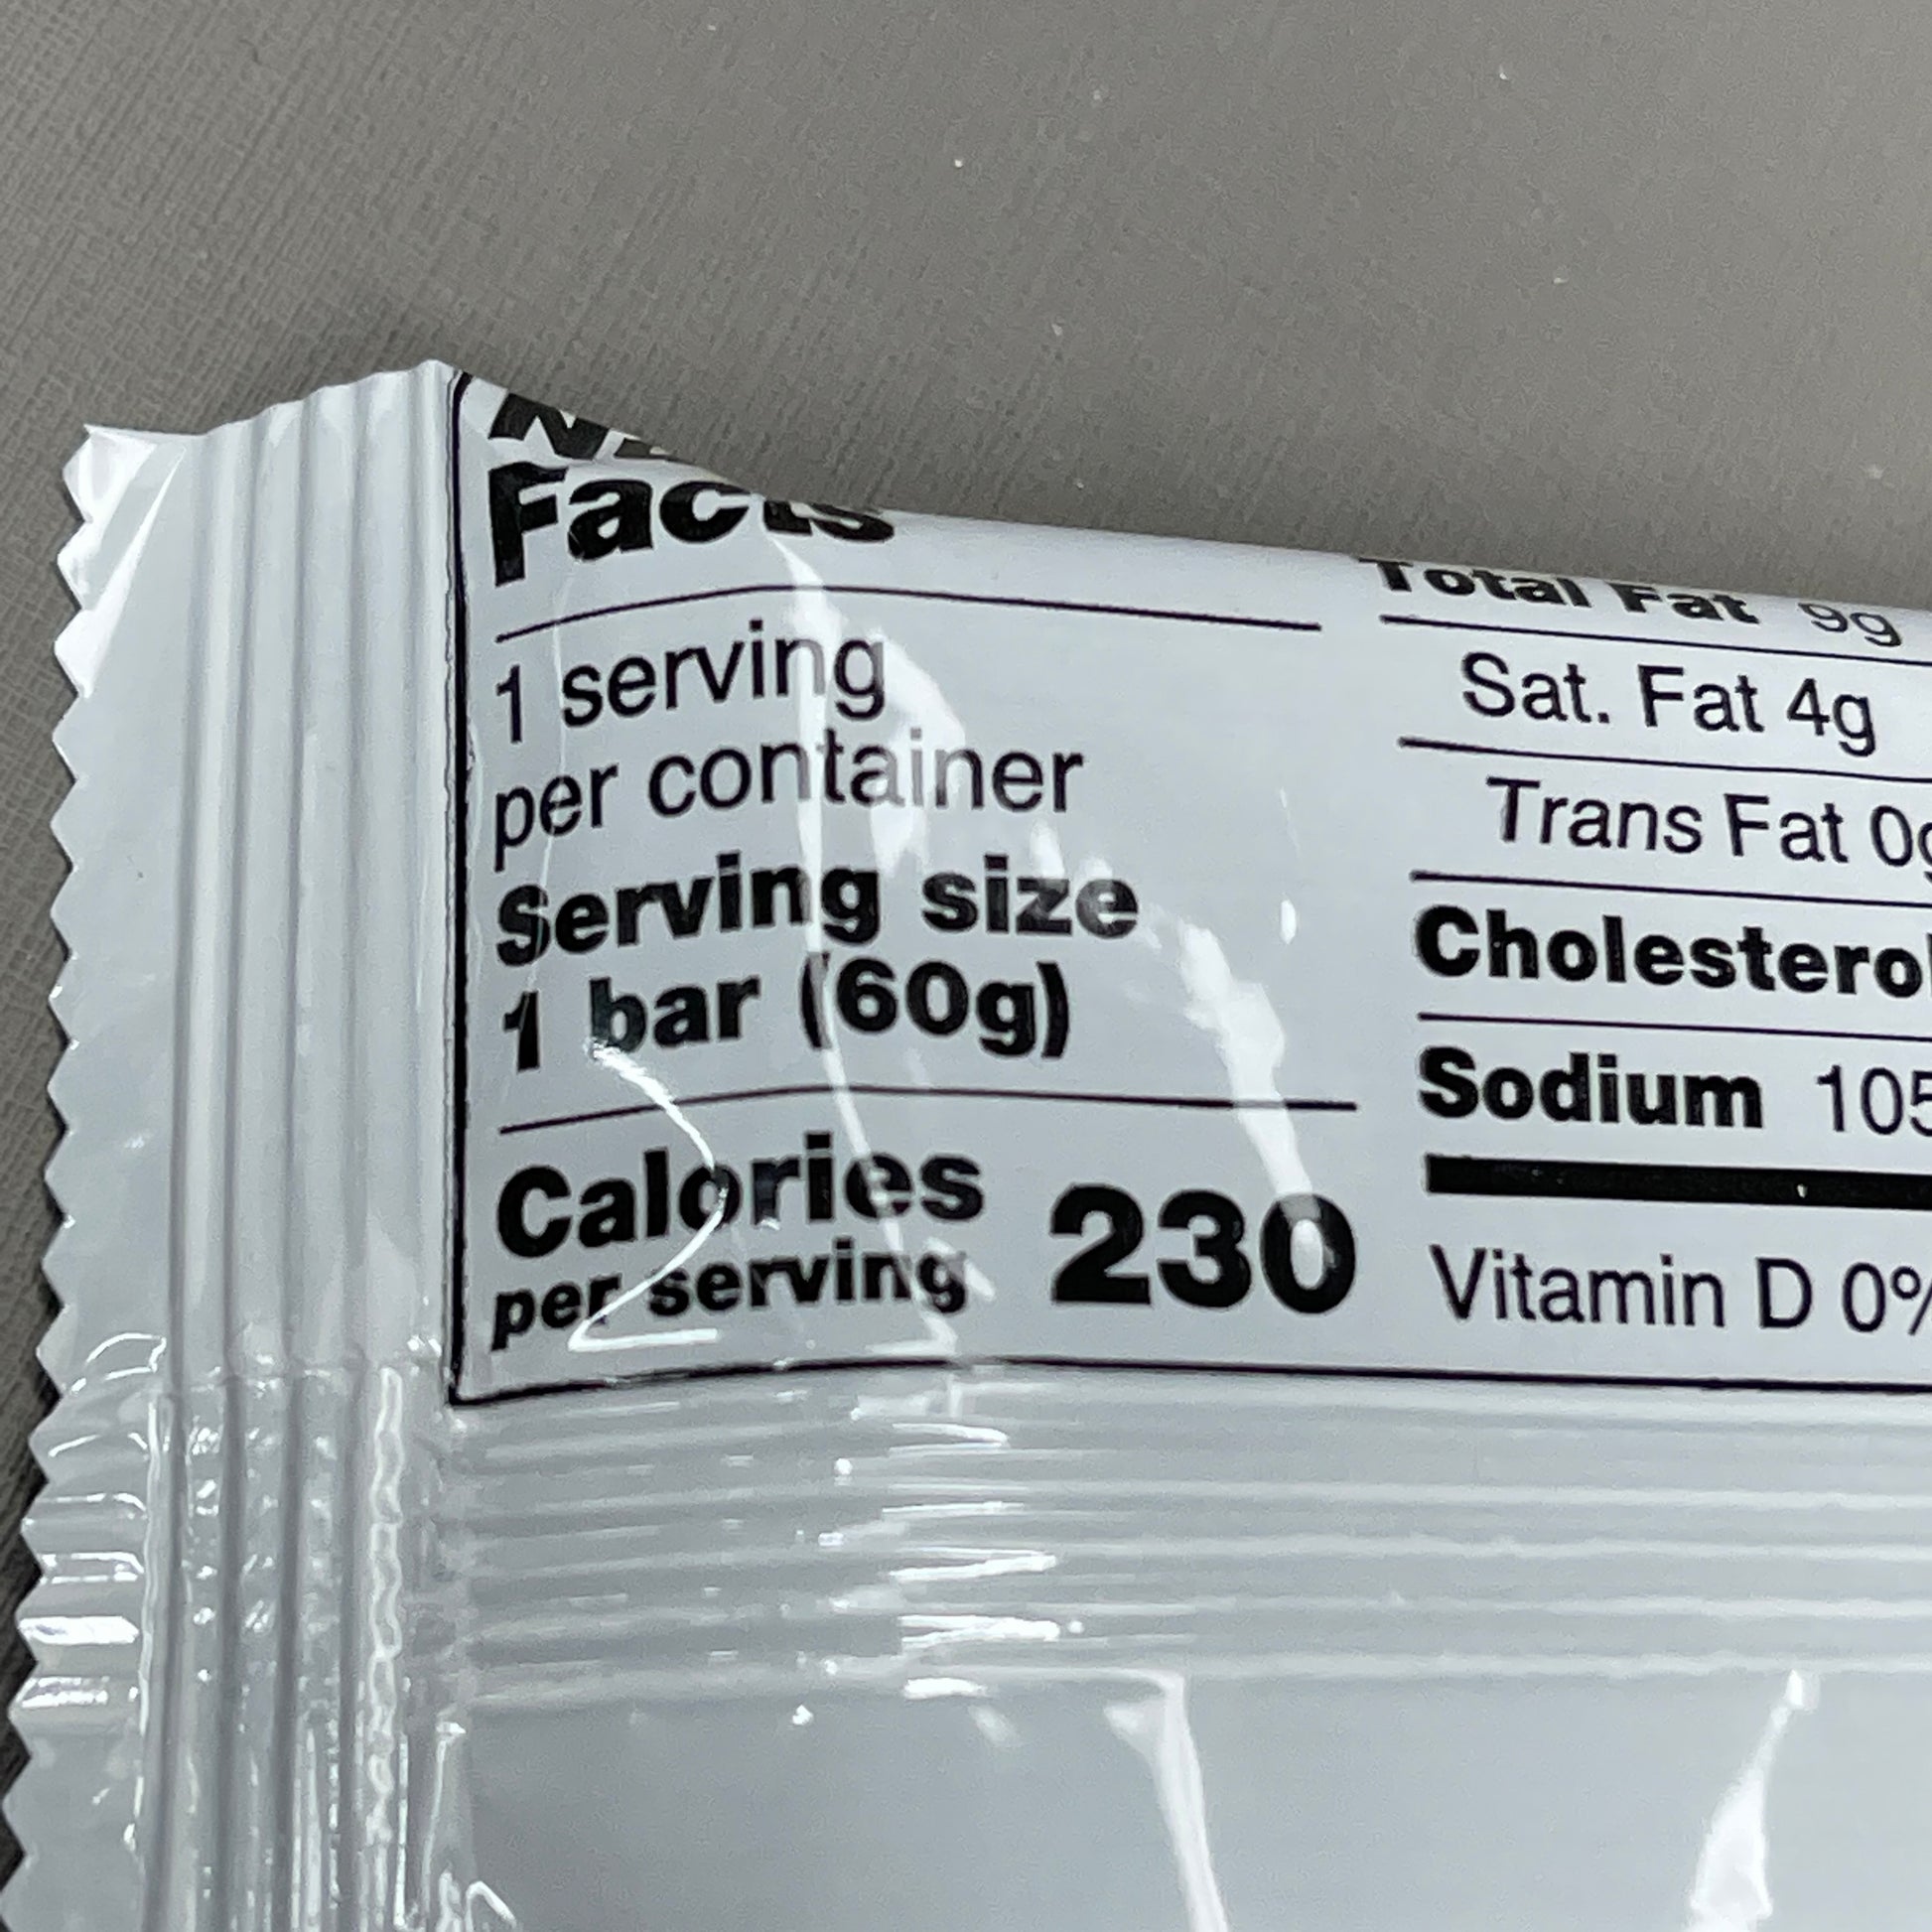 Facts
1 serving
per container
Serving size
1 bar (60g)
Calories 230
per serving
Total Fat 9g
Sat. Fat 4g
Trans Fat 0g
Cholesterol
Sodium 105
Vitamin D 0%